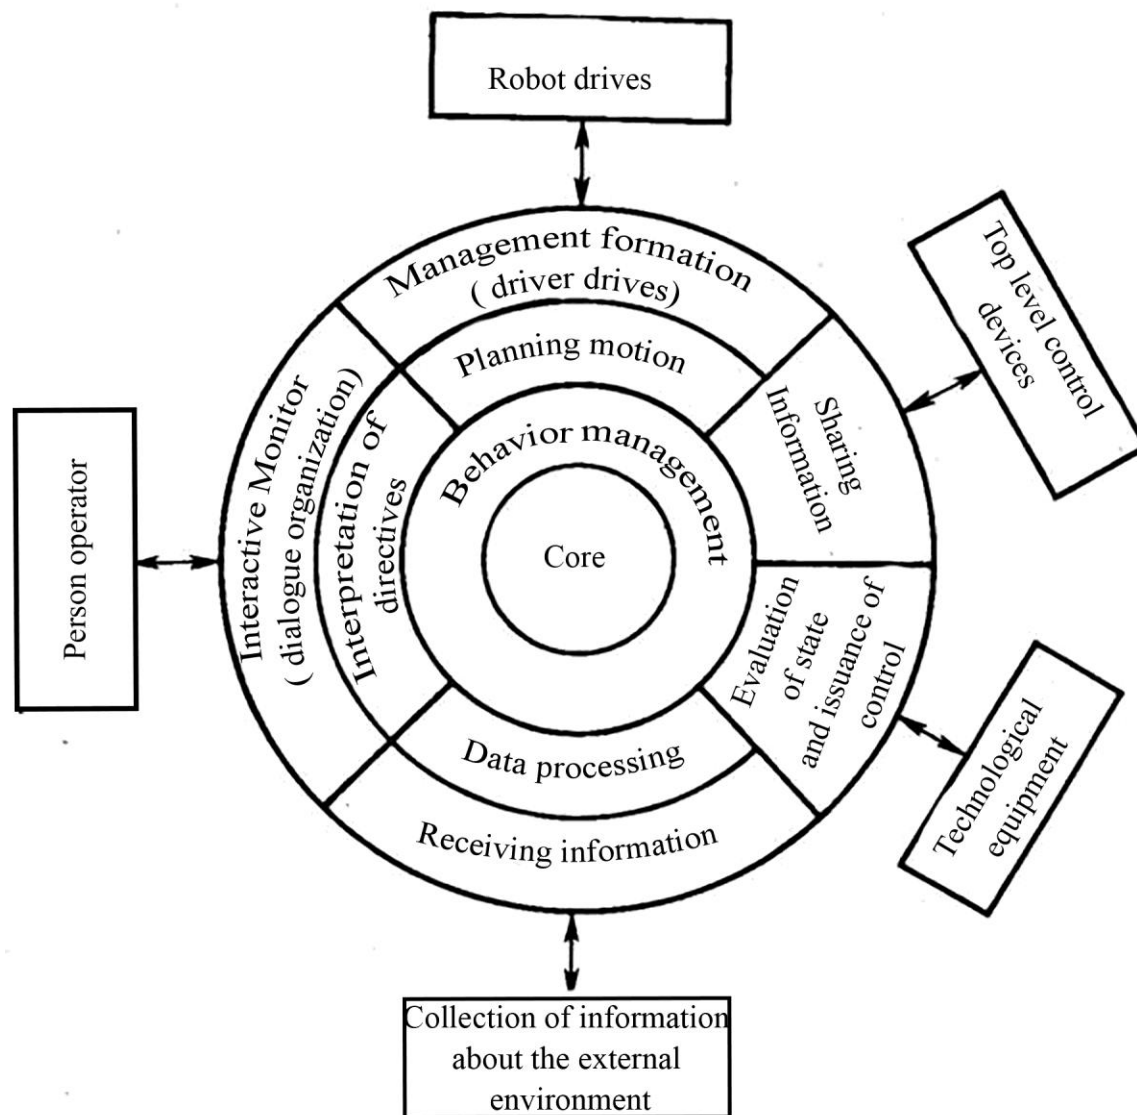 Robot drives
Management formation
( driver drives)
Planning motion
Top level control
devices
Sharing
Information
Behavior management
Core
Interactive Monitor
( dialogue organization)
Interpretation of
directives
Person operator
Evaluation
of state
and issuance of
control
Technological
equipment
Data processing
Receiving information
Collection of information
about the external
environment